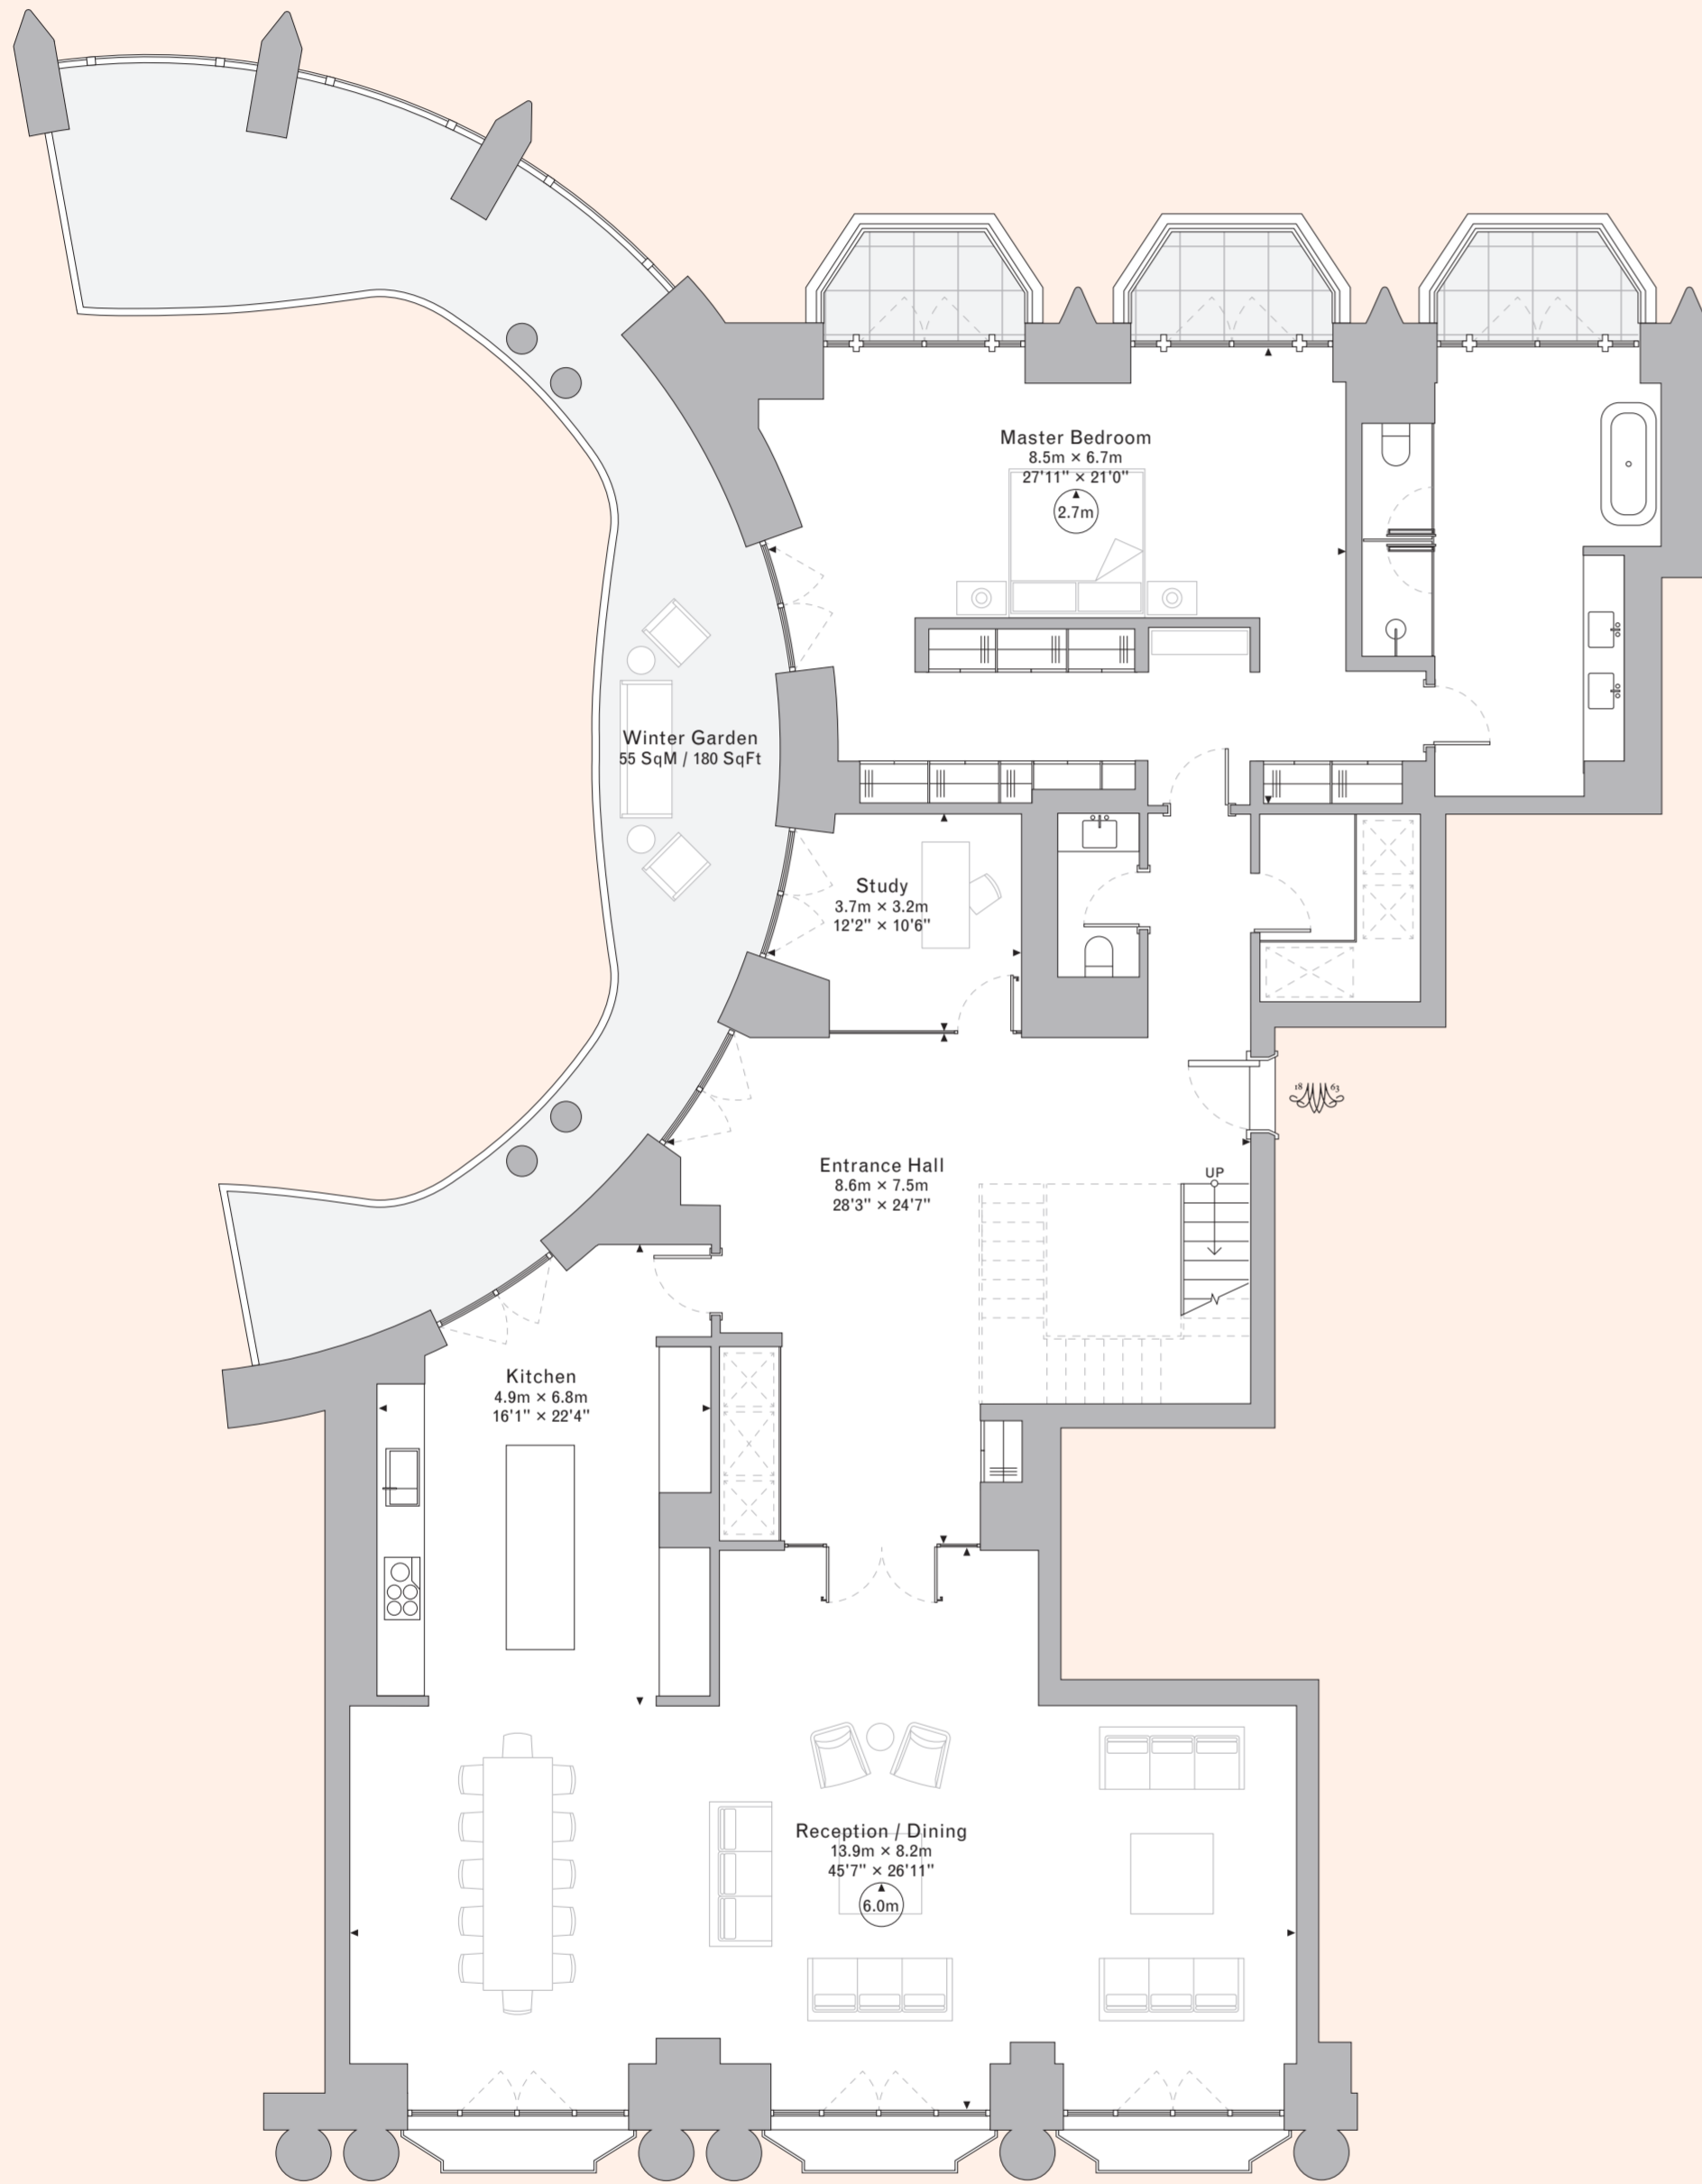 Master Bedroom
8.5m × 6.7m
27'11" × 21'0"
2.7m
Winter Garden
55 SqM / 180 SqFt
Study
3.7m × 3.2m
12'2" × 10'6"
18 63
Entrance Hall
8.6m × 7.5m
28'3" × 24'7"
UP
Kitchen
4.9m × 6.8m
16'1" × 22'4"
Reception / Dining
13.9m × 8.2m
45'7" × 26'11"
6.0m